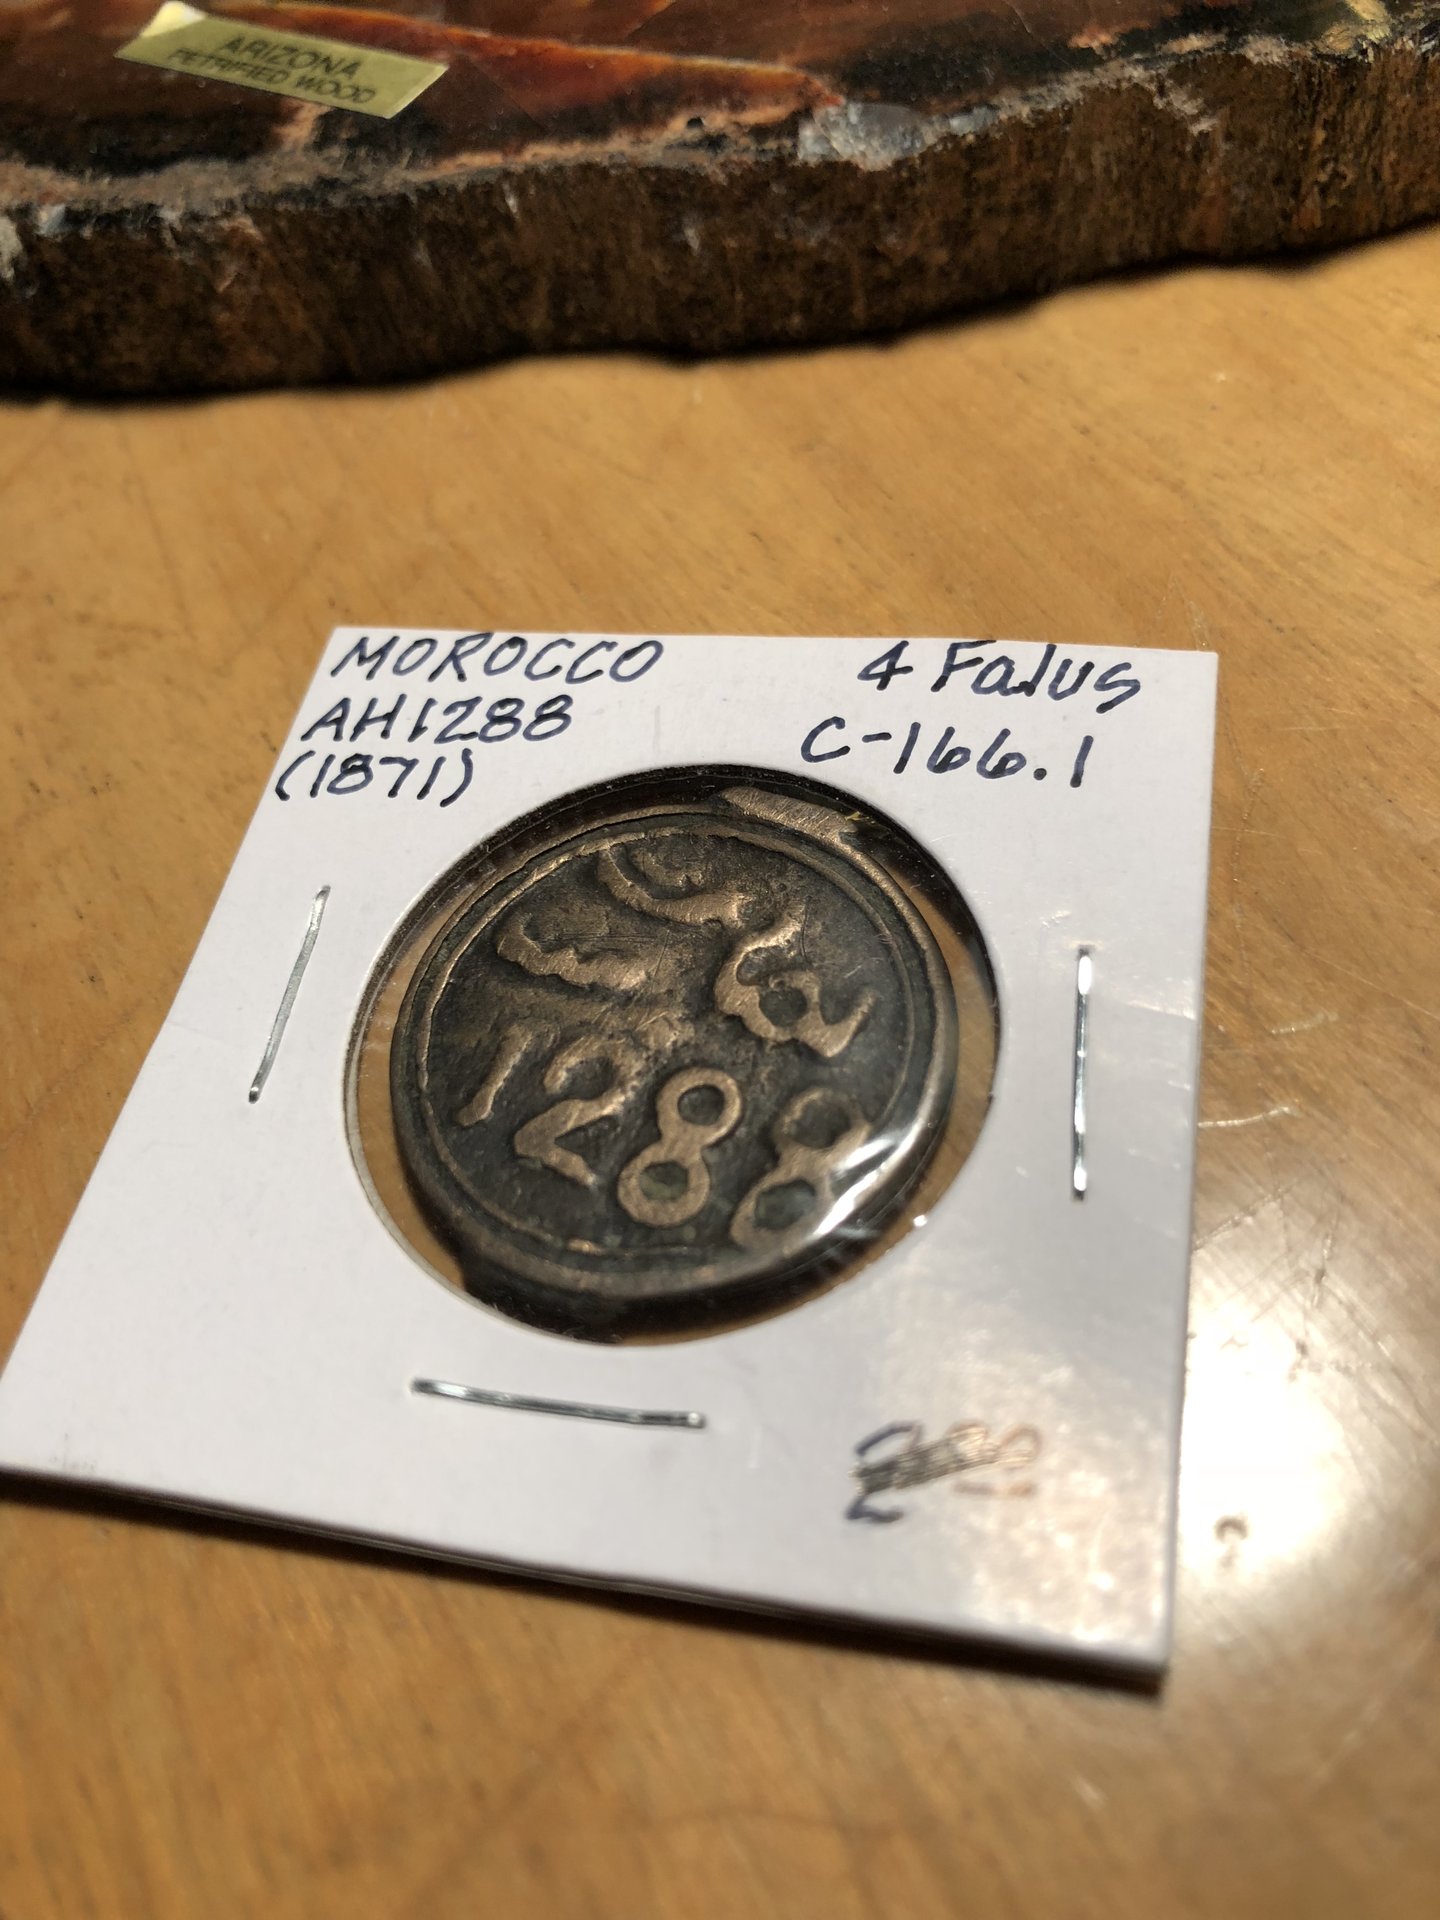 ARIZONA
PETRIFIED WOOD
MOROCCO
AH1288
(1871)
4 Falus
C-166.1
1288